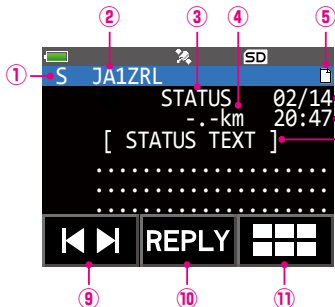 ② ③ ④ ⑤
SD
① S JA1ZRL
STATUS 02/14
-.-km 20:47
[ STATUS TEXT ]
....................
....................
....................
REPLY
⑨ ⑩ ⑪